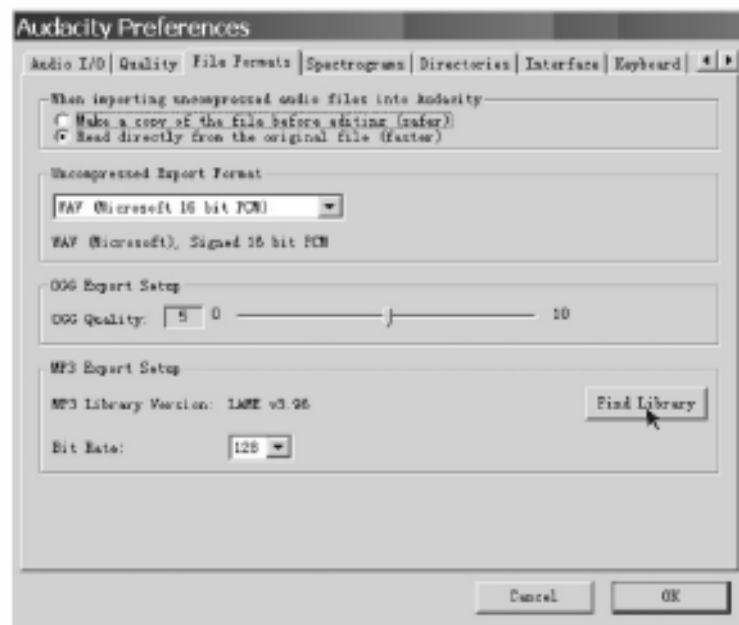 Audacity Preferences
Audio I/O Quality File Formats Spectrograms Directories Interface Keyboard
When importing uncompressed audio files into Audacity
Make a copy of the file before editing (safer)
Read directly from the original file (faster)
Uncompressed Export Format
WAV (Microsoft 16 bit PCM)
WAV (Microsoft), Signed 16 bit PCM
OGG Export Setup
OGG Quality: 5 0 10
MP3 Export Setup
MP3 Library Version: LAME v3.96
Find Library
Bit Rate: 128
Cancel OK